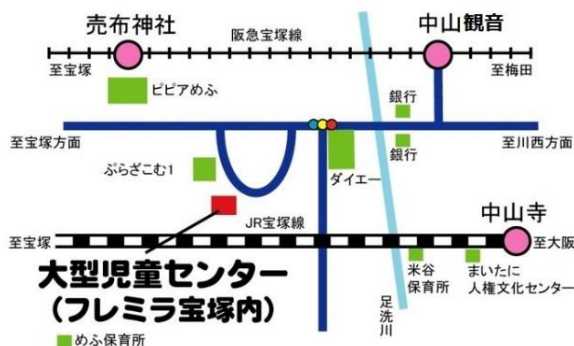 売布神社
阪急宝塚線
中山観音
至宝塚
至梅田
ピピアめふ
銀行
至宝塚方面
至川西方面
銀行
ぷらざこむ1
ダイエー
JR宝塚線
中山寺
至宝塚
至大阪
大型児童センター
(フレミラ宝塚内)
米谷
保育所
まいたに
人権文化センター
足洗川
めふ保育所